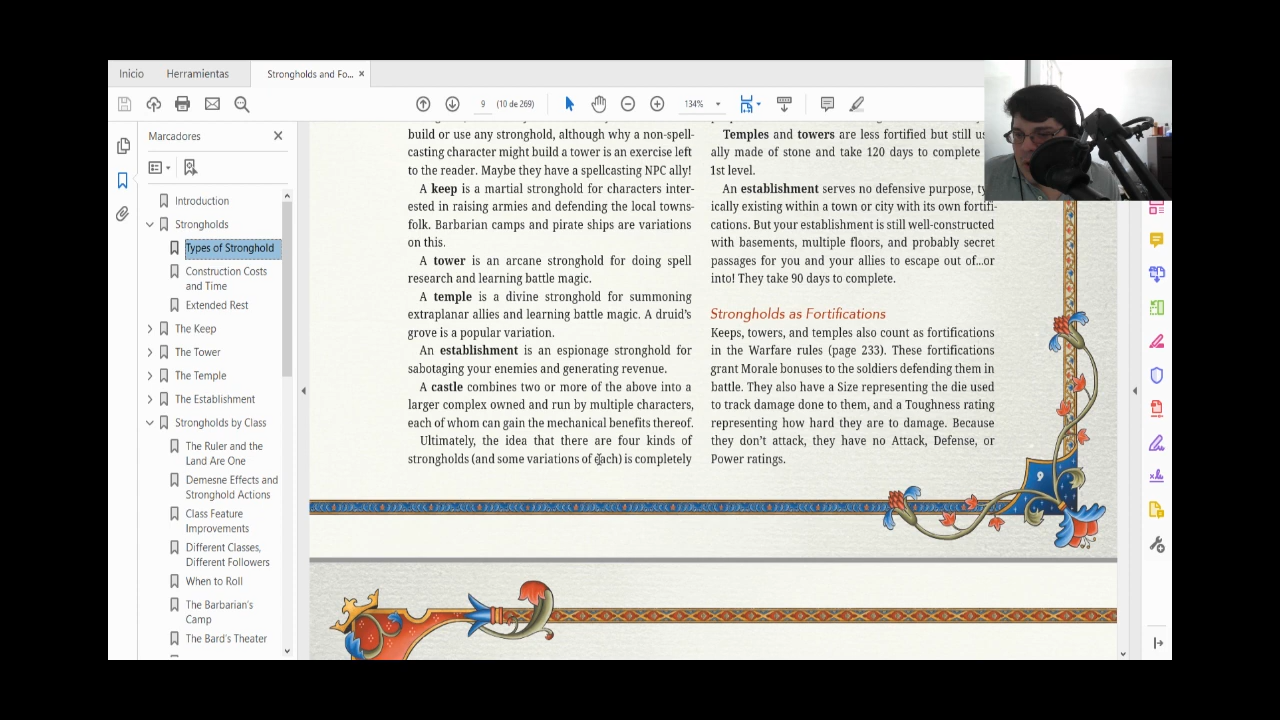 Inicio
Herramientas
Strongholds and Fo...
9
(10 de 269)
134%
Marcadores
Introduction
Strongholds
Types of Stronghold
Construction Costs
and Time
Extended Rest
The Keep
The Tower
The Temple
The Establishment
Strongholds by Class
The Ruler and the
Land Are One
Demesne Effects and
Stronghold Actions
Class Feature
Improvements
Different Classes,
Different Followers
When to Roll
The Barbarian's
Camp
The Bard's Theater
build or use any stronghold, although why a non-spell-
casting character might build a tower is an exercise left
to the reader. Maybe they have a spellcasting NPC ally!
A keep is a martial stronghold for characters inter-
ested in raising armies and defending the local towns-
folk. Barbarian camps and pirate ships are variations
on this.
A tower is an arcane stronghold for doing spell
research and learning battle magic.
A temple is a divine stronghold for summoning
extraplanar allies and learning battle magic. A druid's
grove is a popular variation.
An establishment is an espionage stronghold for
sabotaging your enemies and generating revenue.
A castle combines two or more of the above into a
larger complex owned and run by multiple characters,
each of whom can gain the mechanical benefits thereof.
Ultimately, the idea that there are four kinds of
strongholds (and some variations of each) is completely
Temples and towers are less fortified but still
ally made of stone and take 120 days to complete
1st level.
An establishment serves no defensive purpose,
ically existing within a town or city with its own fortifi-
cations. But your establishment is still well-constructed
with basements, multiple floors, and probably secret
passages for you and your allies to escape out of...or
into! They take 90 days to complete.
Strongholds as Fortifications
Keeps, towers, and temples also count as fortifications
in the Warfare rules (page 233). These fortifications
grant Morale bonuses to the soldiers defending them in
battle. They also have a Size representing the die used
to track damage done to them, and a Toughness rating
representing how hard they are to damage. Because
they don't attack, they have no Attack, Defense, or
Power ratings.
9